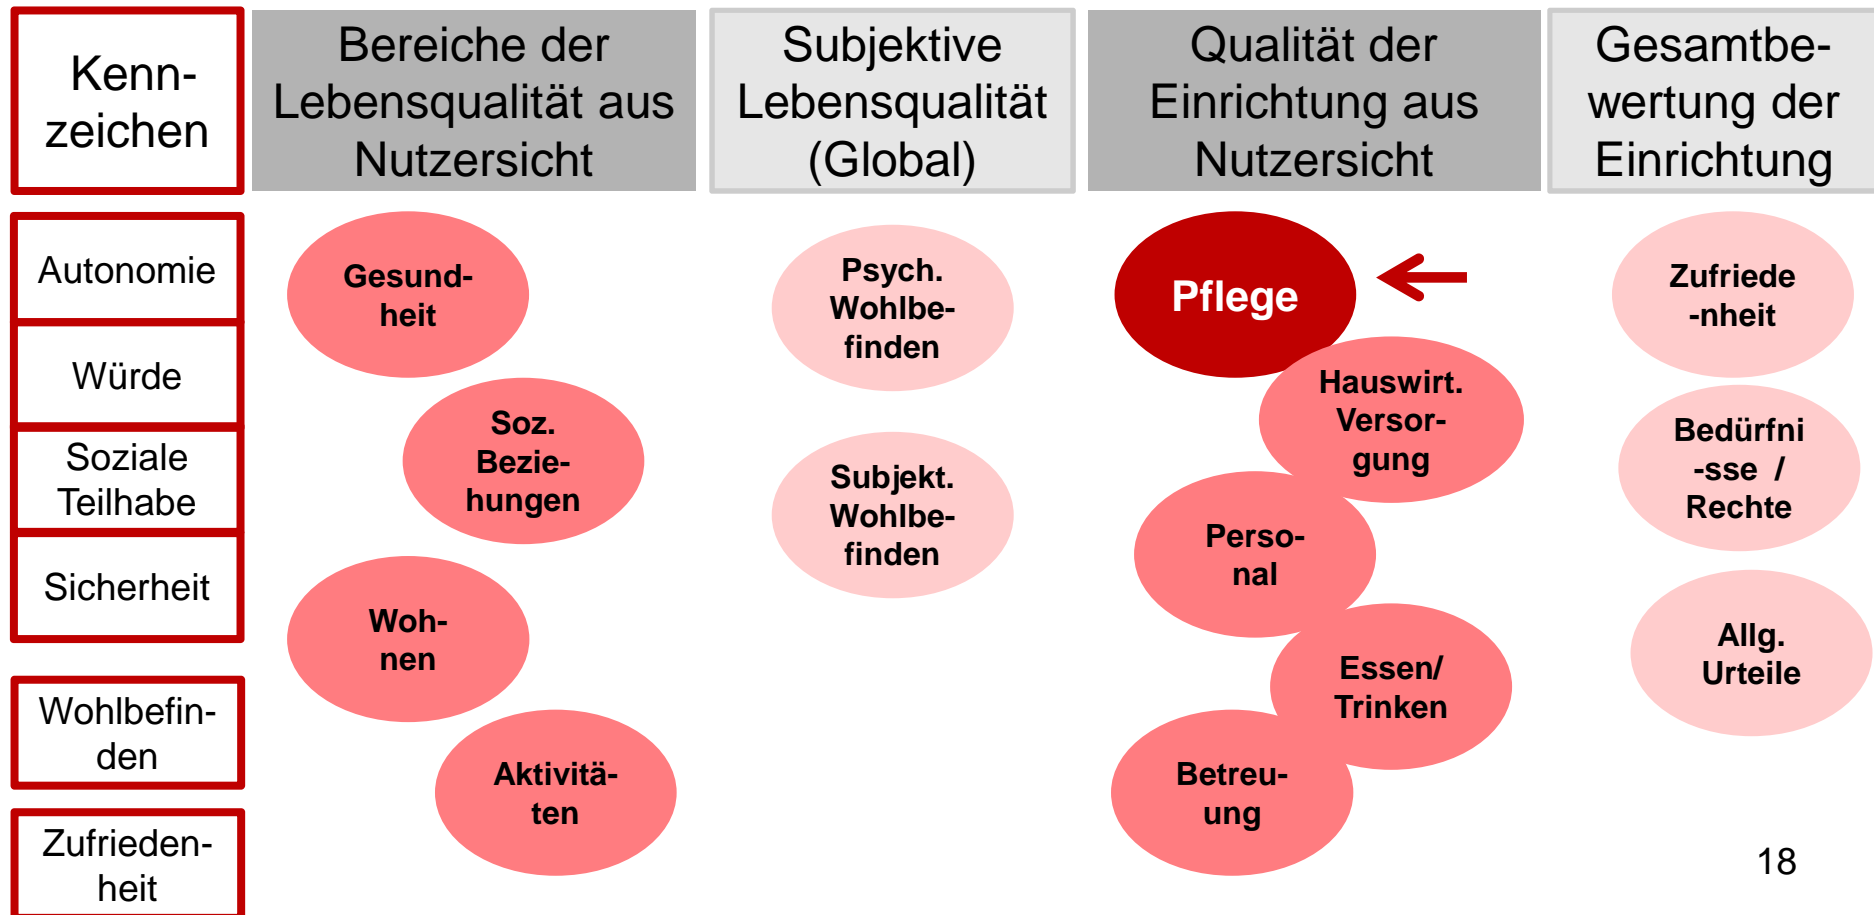 Kenn-
zeichen
Bereiche der
Lebensqualität aus
Nutzersicht
Subjektive
Lebensqualität
(Global)
Qualität der
Einrichtung aus
Nutzersicht
Gesamtbe-
wertung der
Einrichtung
Autonomie
Würde
Soziale
Teilhabe
Sicherheit
Wohlbefin-
den
Zufrieden-
heit
Gesund-
heit
Soz.
Bezie-
hungen
Woh-
nen
Aktivitä-
ten
Psych.
Wohlbe-
finden
Subjekt.
Wohlbe-
finden
Pflege
Hauswirt.
Versor-
gung
Perso-
nal
Essen/
Trinken
Betreu-
ung
Zufriede
-nheit
Bedürfni
-sse /
Rechte
Allg.
Urteile
18